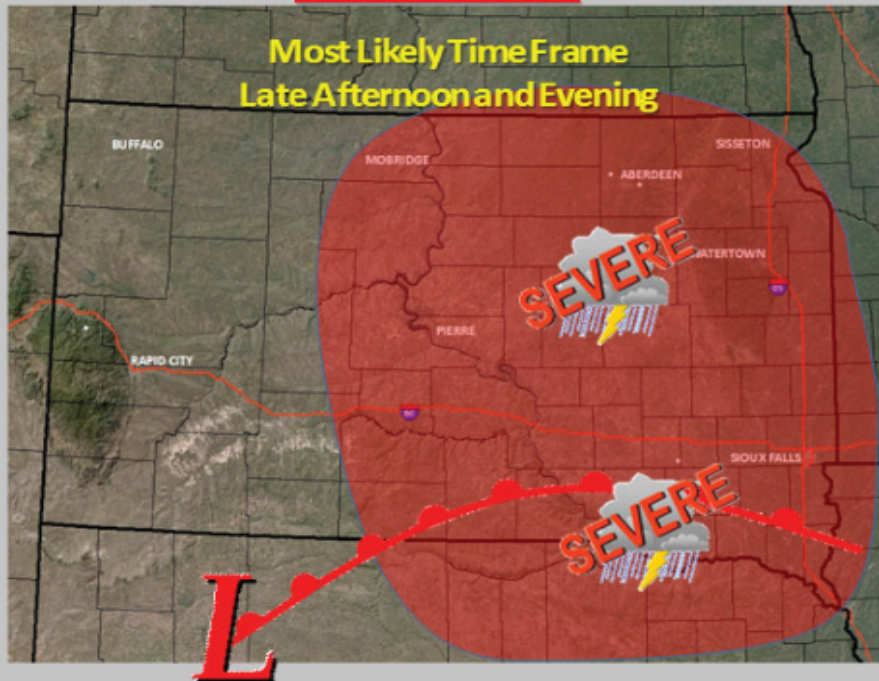 Most Likely Time Frame
Late Afternoon and Evening
BUFFALO
MOBRIDGE
SISSETON
ABERDEEN
SEVERE
WATERTOWN
PIERRE
RAPID CITY
SIOUX FALLS
SEVERE
L